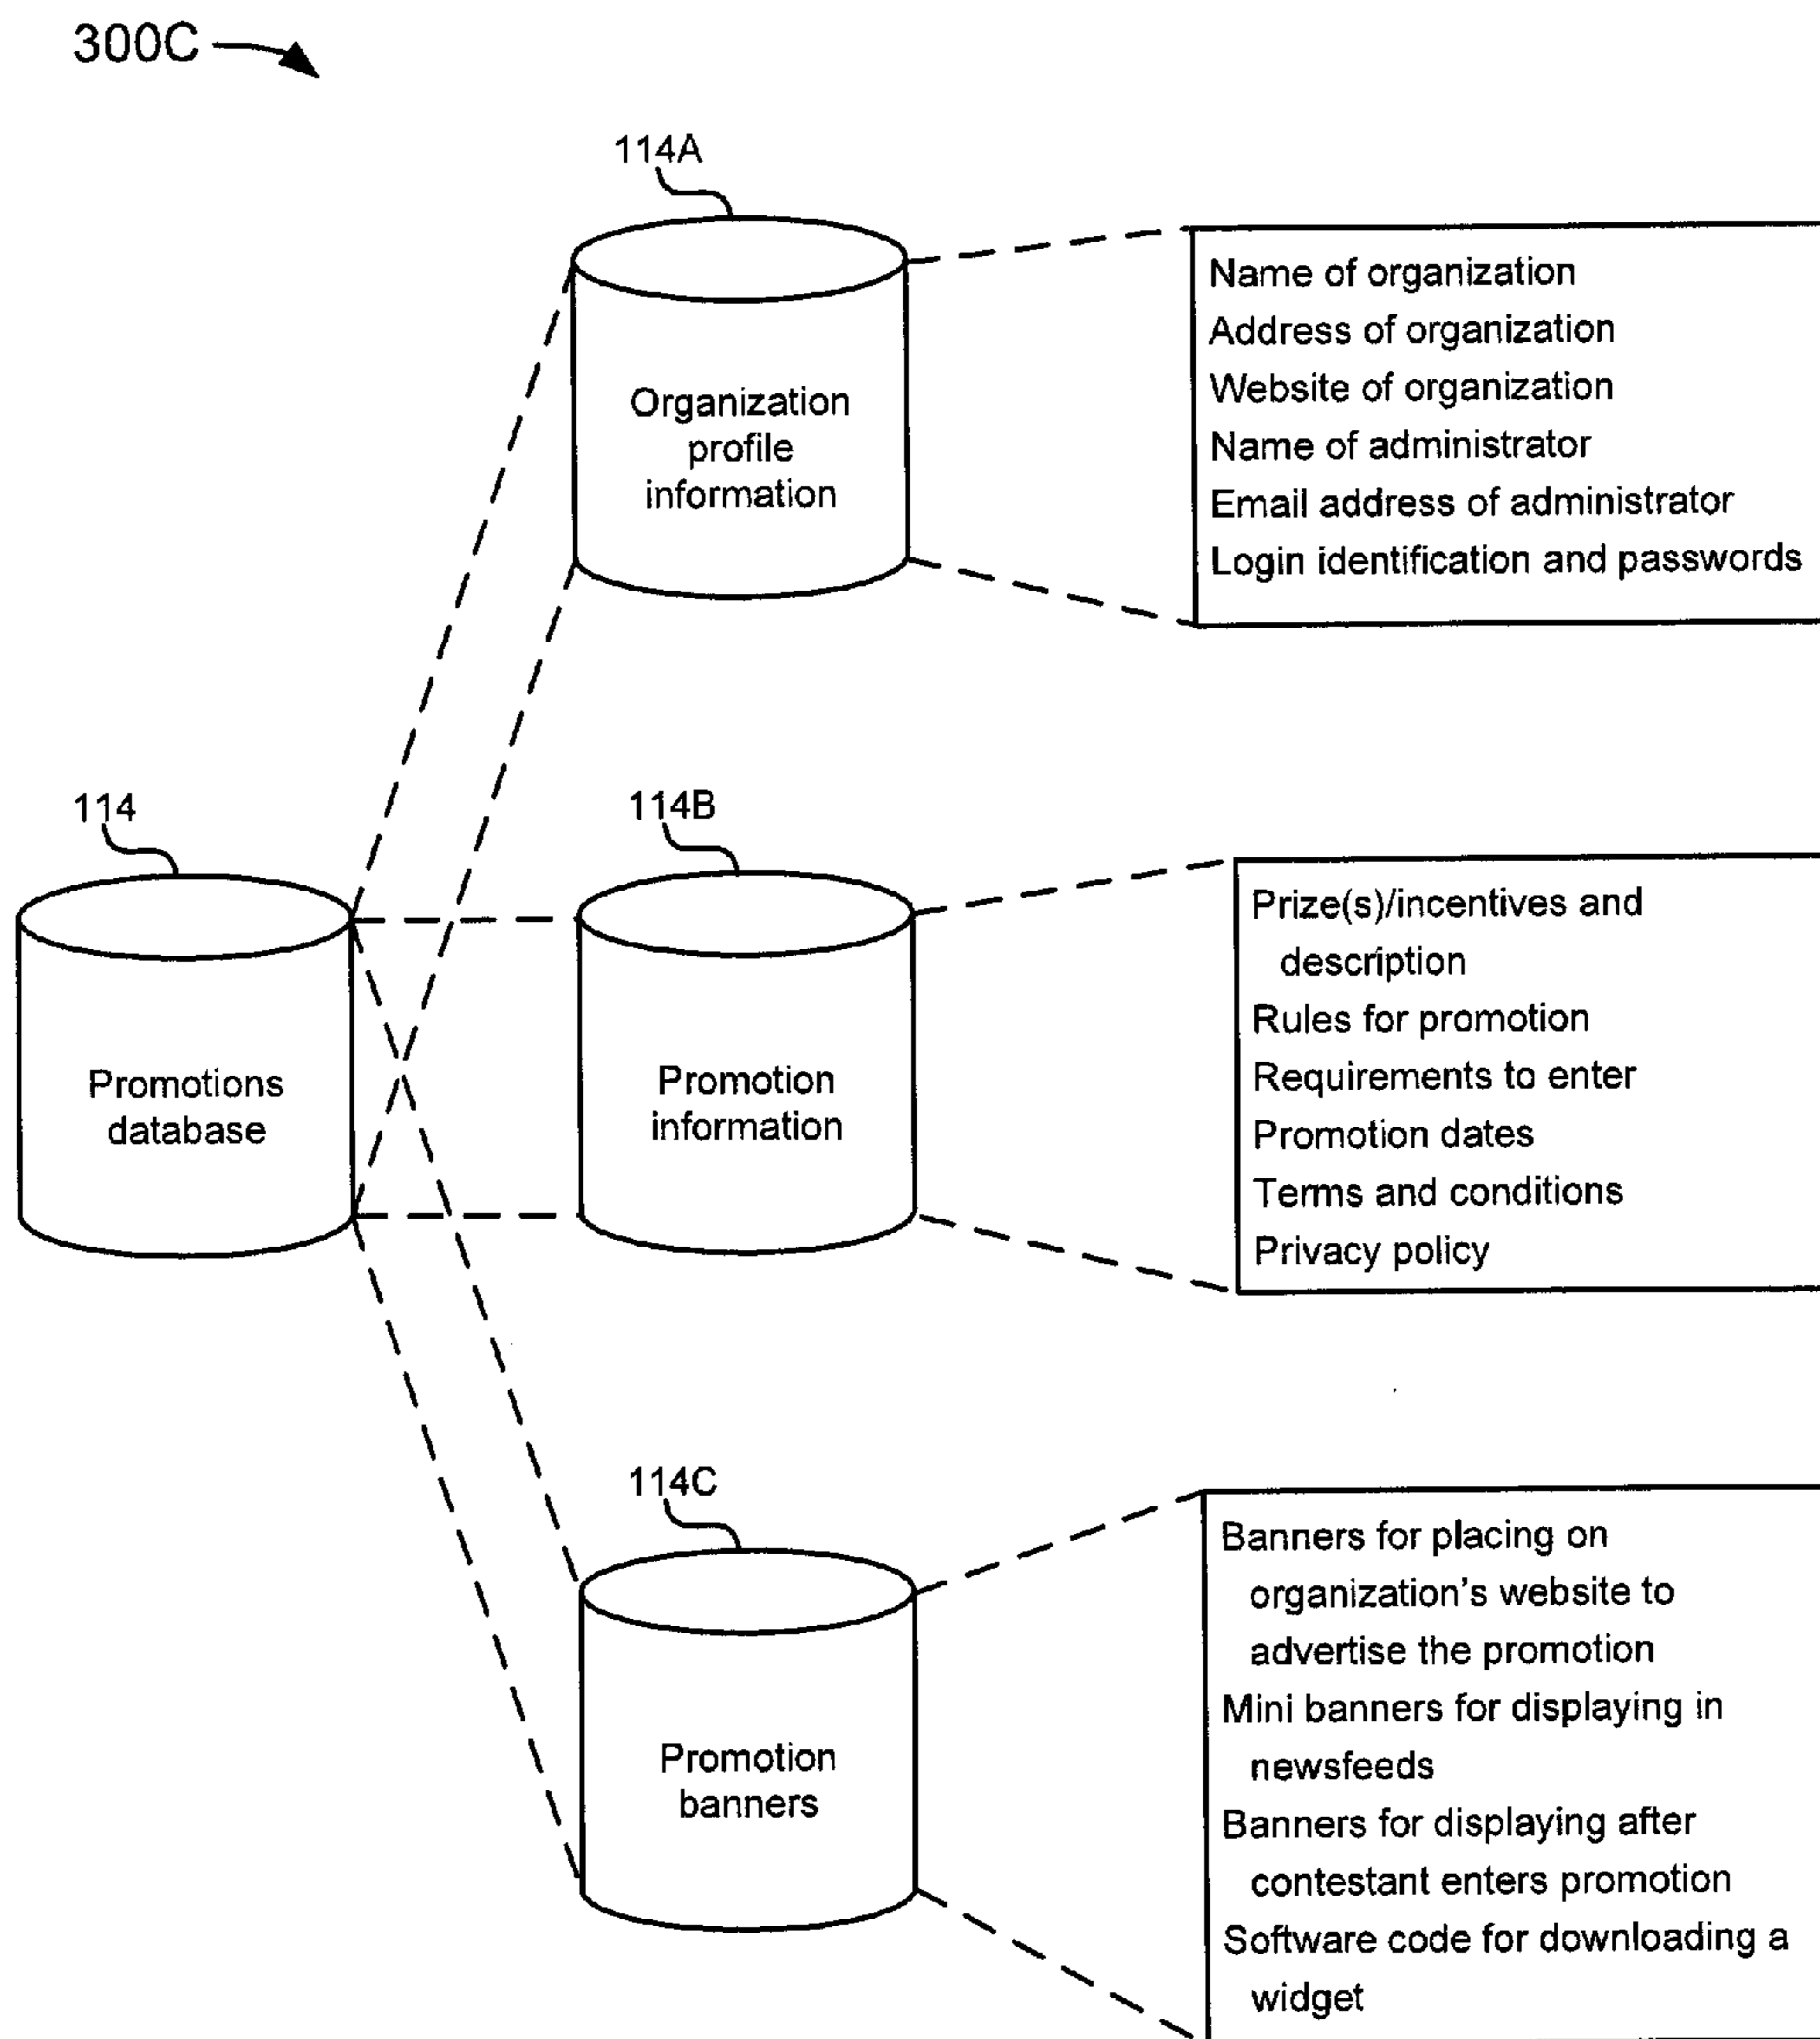 300C
114A
Organization
profile
information
Name of organization
Address of organization
Website of organization
Name of administrator
Email address of administrator
Login identification and passwords
114
Promotions
database
114B
Promotion
information
Prize(s)/incentives and
description
Rules for promotion
Requirements to enter
Promotion dates
Terms and conditions
Privacy policy
114C
Promotion
banners
Banners for placing on
organization's website to
advertise the promotion
Mini banners for displaying in
newsfeeds
Banners for displaying after
contestant enters promotion
Software code for downloading a
widget